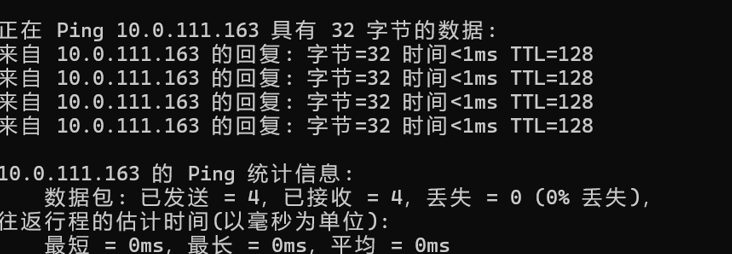 正在 Ping 10.0.111.163 具有 32 字节的数据:
来自 10.0.111.163 的回复: 字节=32 时间<1ms TTL=128
来自 10.0.111.163 的回复: 字节=32 时间<1ms TTL=128
来自 10.0.111.163 的回复: 字节=32 时间<1ms TTL=128
来自 10.0.111.163 的回复: 字节=32 时间<1ms TTL=128
10.0.111.163 的 Ping 统计信息:
数据包: 已发送 = 4，已接收 = 4，丢失 = 0 (0% 丢失)，
往返行程的估计时间(以毫秒为单位):
最短 = 0ms，最长 = 0ms，平均 = 0ms